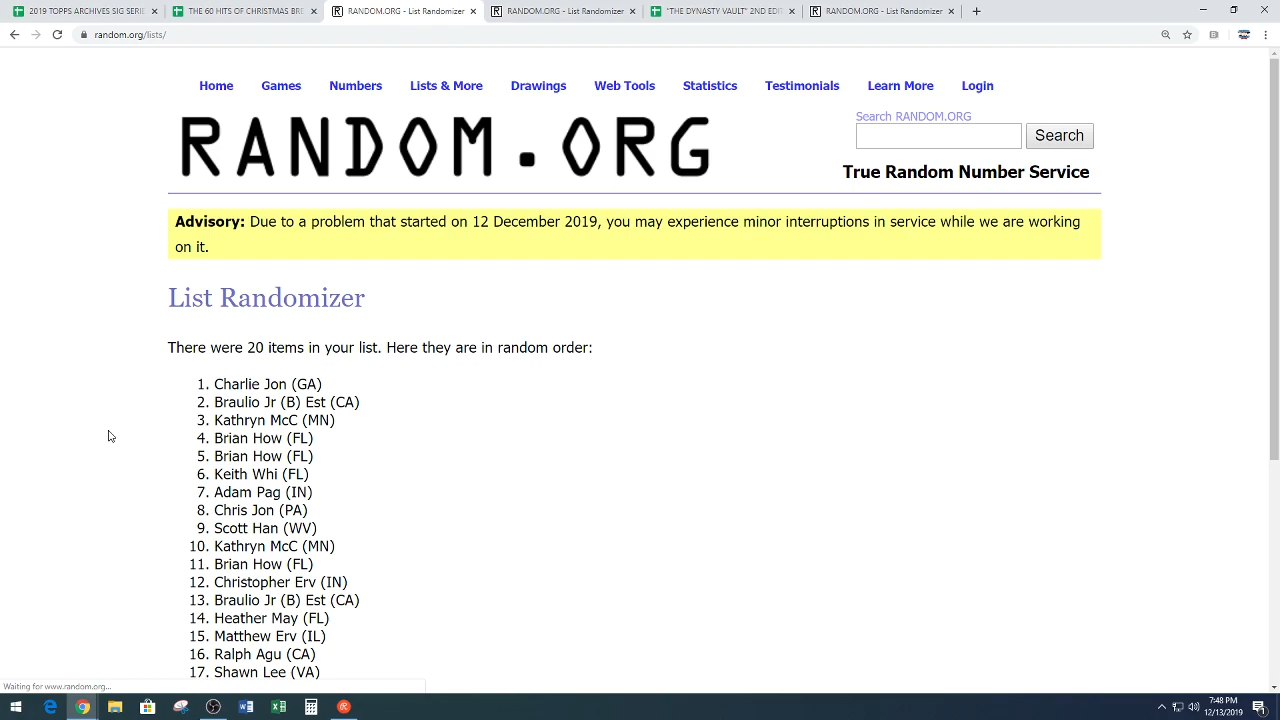 2019 TOPPS ARCHIVES SIG SERIE
THE 60 HITS OF CHRISTMAS BRE
RANDOM.ORG - List Randomizer
RANDOM.ORG - List Randomizer
"THE DYNASTY VAULT" 2ND EDIT
RANDOM.ORG - List Randomizer
random.org/lists/
Home Games Numbers Lists & More Drawings Web Tools Statistics Testimonials Learn More Login
RANDOM.ORG
Search RANDOM.ORG
Search
True Random Number Service
Advisory: Due to a problem that started on 12 December 2019, you may experience minor interruptions in service while we are working
on it.
List Randomizer
There were 20 items in your list. Here they are in random order:
1. Charlie Jon (GA)
2. Braulio Jr (B) Est (CA)
3. Kathryn McC (MN)
4. Brian How (FL)
5. Brian How (FL)
6. Keith Whi (FL)
7. Adam Pag (IN)
8. Chris Jon (PA)
9. Scott Han (WV)
10. Kathryn McC (MN)
11. Brian How (FL)
12. Christopher Erv (IN)
13. Braulio Jr (B) Est (CA)
14. Heather May (FL)
15. Matthew Erv (IL)
16. Ralph Agu (CA)
17. Shawn Lee (VA)
Waiting for www.random.org...
7:48 PM
12/13/2019